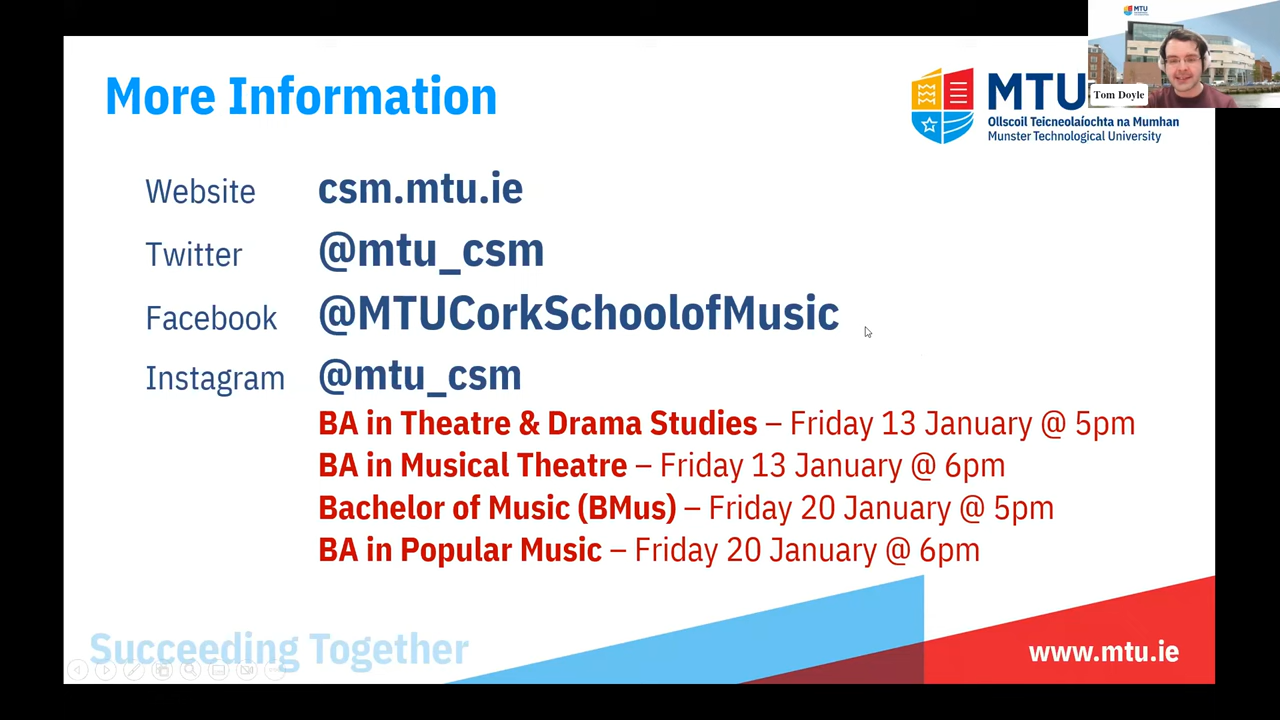 More Information
MTU
Tom Doyle
MTU
Ollscoil Teicneolaíochta na Mumhan
Munster Technological University
Website csm.mtu.ie
Twitter @mtu_csm
Facebook @MTUCorkSchoolofMusic
Instagram @mtu_csm
BA in Theatre & Drama Studies – Friday 13 January @ 5pm
BA in Musical Theatre – Friday 13 January @ 6pm
Bachelor of Music (BMus) – Friday 20 January @ 5pm
BA in Popular Music – Friday 20 January @ 6pm
Succeeding Together
www.mtu.ie